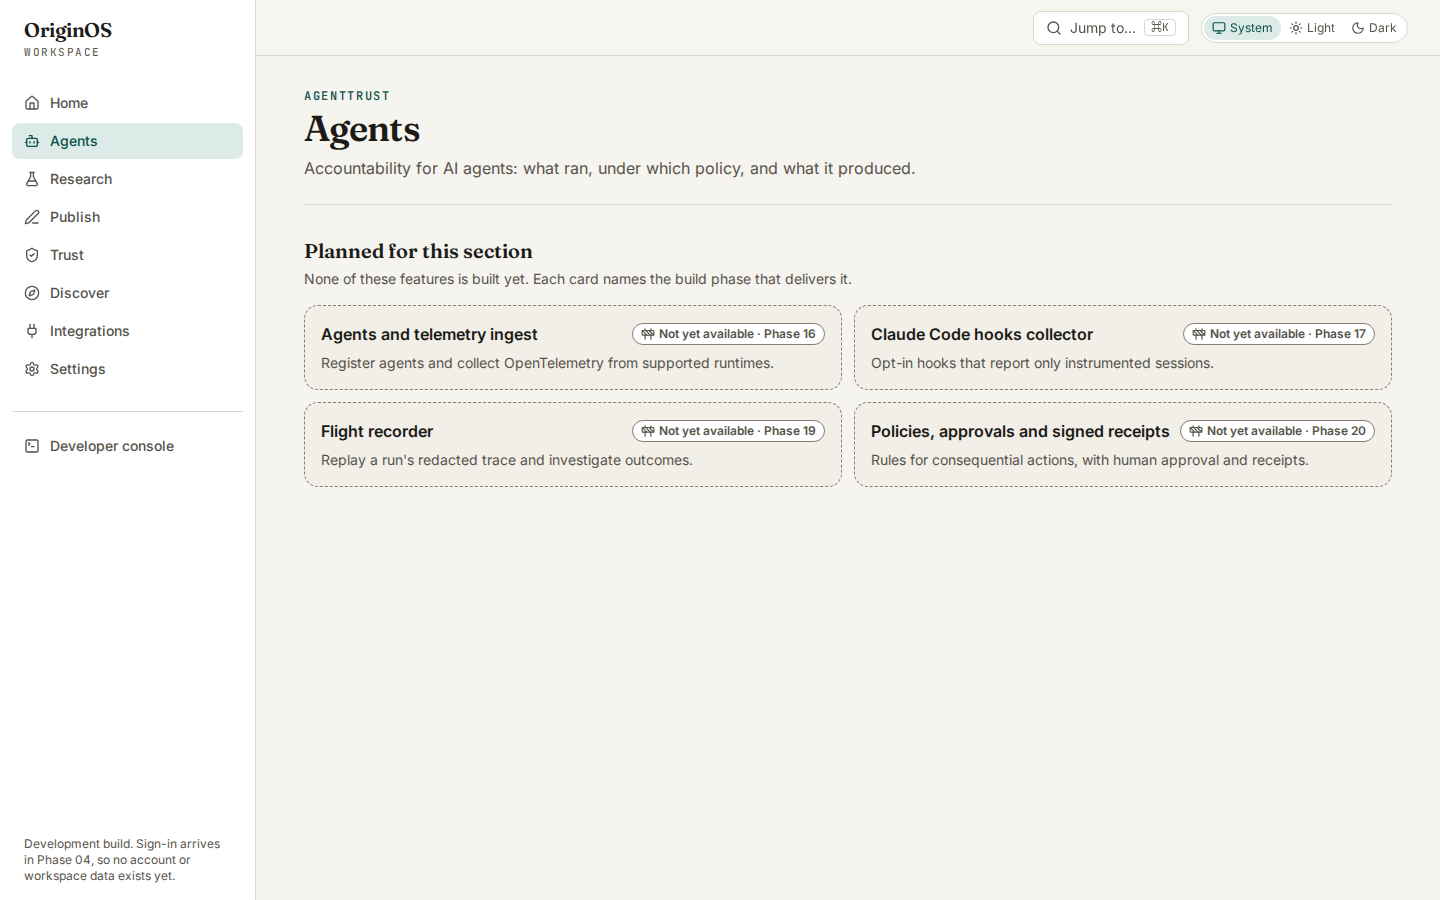 OriginOS
WORKSPACE
Home
Agents
Research
Publish
Trust
Discover
Integrations
Settings
Developer console
Development build. Sign-in arrives
in Phase 04, so no account or
workspace data exists yet.
Jump to... ⌘K
System Light Dark
AGENTTRUST
Agents
Accountability for AI agents: what ran, under which policy, and what it produced.
Planned for this section
None of these features is built yet. Each card names the build phase that delivers it.
Agents and telemetry ingest Not yet available · Phase 16
Register agents and collect OpenTelemetry from supported runtimes.
Claude Code hooks collector Not yet available · Phase 17
Opt-in hooks that report only instrumented sessions.
Flight recorder Not yet available · Phase 19
Replay a run's redacted trace and investigate outcomes.
Policies, approvals and signed receipts Not yet available · Phase 20
Rules for consequential actions, with human approval and receipts.